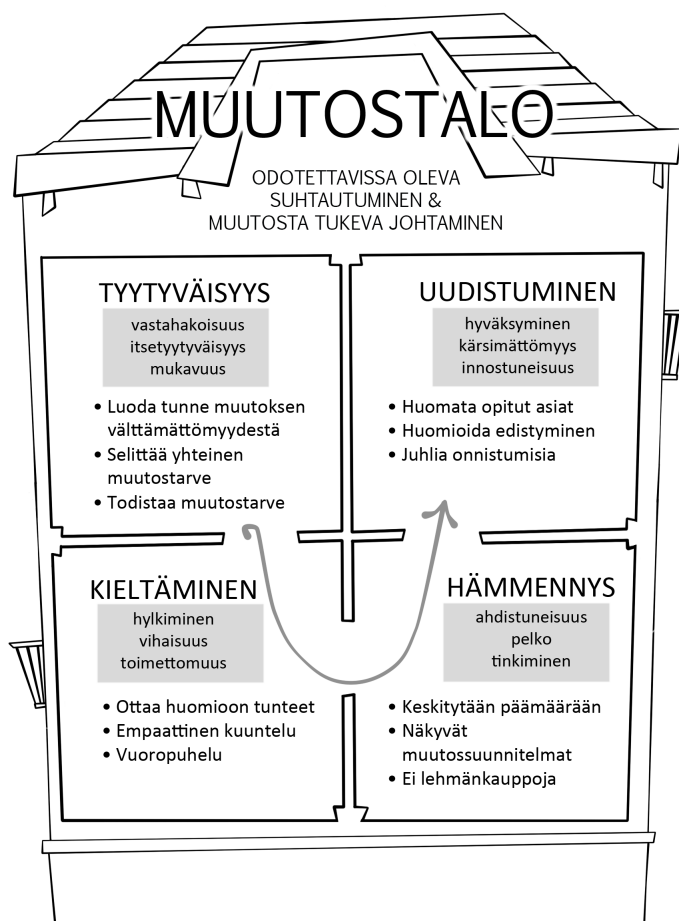 MUUTOSTALO
ODOTETTAVISSA OLEVA
SUHTAUTUMINEN &
MUUTOSTA TUKEVA JOHTAMINEN
TYYTYVÄISYYS
vastahakoisuus
itsetyytyväisyys
mukavuus
• Luoda tunne muutoksen
välttämättömyydestä
• Selittää yhteinen
muutostarve
• Todistaa muutostarve
UUDISTUMINEN
hyväksyminen
kärsimättömyys
innostuneisuus
• Huomata opitut asiat
• Huomioida edistyminen
• Juhlia onnistumisia
KIELTÄMINEN
hylkiminen
vihaisuus
toimettomuus
• Ottaa huomioon tunteet
• Empaattinen kuuntelu
• Vuoropuhelu
HÄMMENNYS
ahdistuneisuus
pelko
tinkiminen
• Keskitytään päämäärään
• Näkyvät
muutossuunnitelmat
• Ei lehmänkauppoja